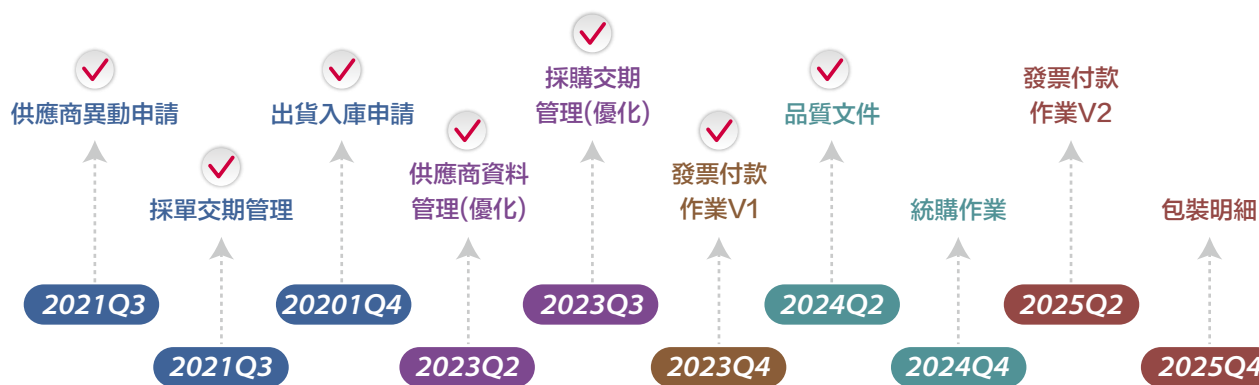 供應商異動申請
2021Q3
採單交期管理
2021Q3
出貨入庫申請
20201Q4
供應商資料
管理(優化)
2023Q2
採購交期
管理(優化)
2023Q3
發票付款
作業V1
2023Q4
品質文件
2024Q2
統購作業
2024Q4
發票付款
作業V2
2025Q2
包裝明細
2025Q4